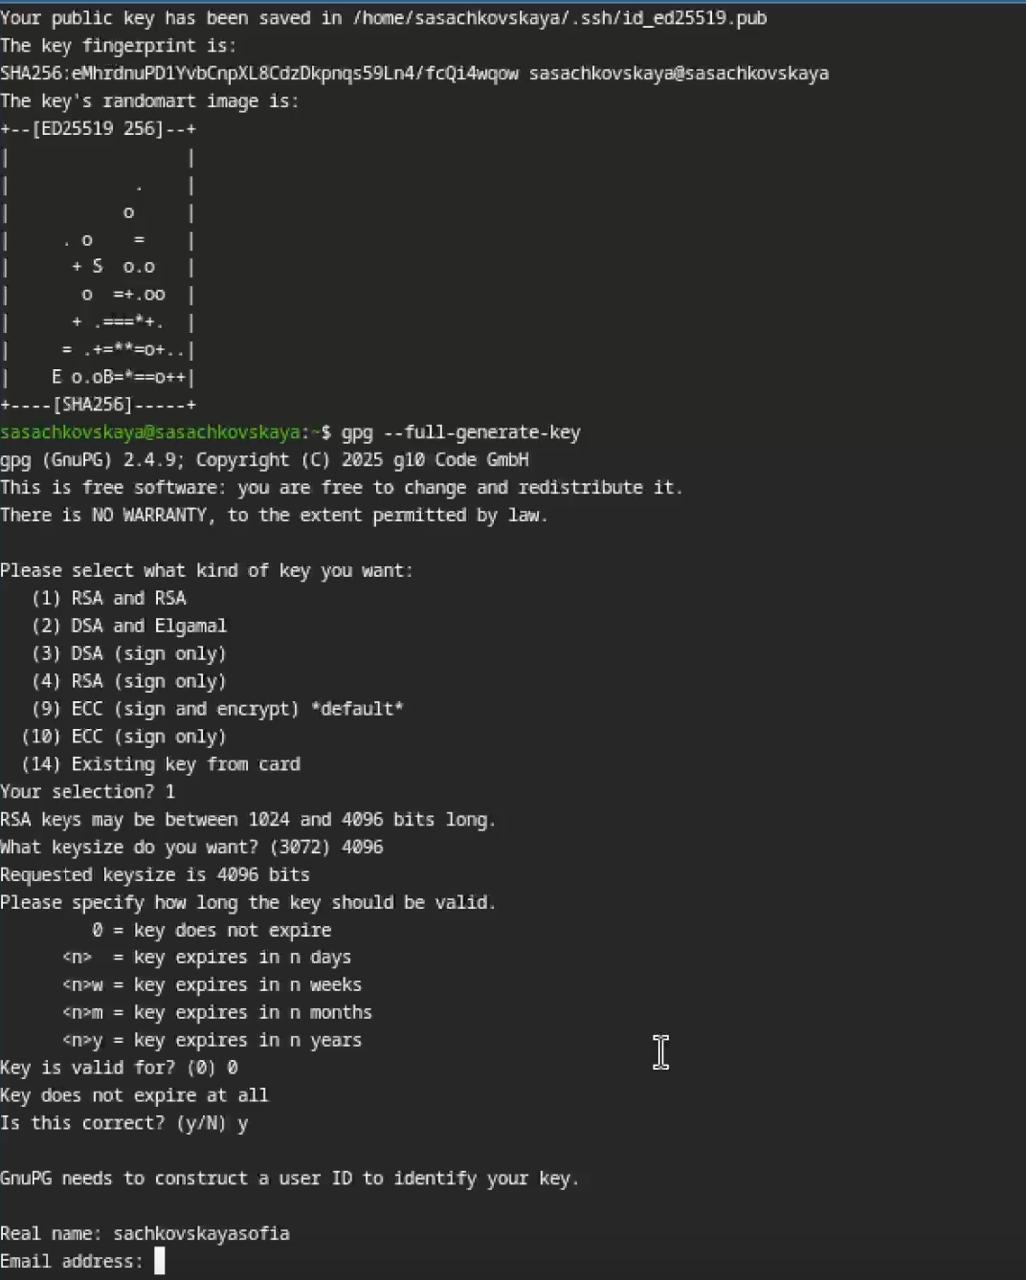 Your public key has been saved in /home/sasachkovskaya/.ssh/id_ed25519.pub
The key fingerprint is:
SHA256:eMhrdnuPD1YvbCnpXL8CdzDkpnqs59Ln4/fcQi4wqow sasachkovskaya@sasachkovskaya
The key's randomart image is:
+--[ED25519 256]--+
|                 |
|            .    |
|           o     |
|     . o    =    |
|      + S  o.o   |
|       o  =+.oo  |
|      + .===*+.  |
|     = .+=**=o+..|
|    E o.oB=*==o++|
+----[SHA256]-----+
sasachkovskaya@sasachkovskaya:~$ gpg --full-generate-key
gpg (GnuPG) 2.4.9; Copyright (C) 2025 g10 Code GmbH
This is free software: you are free to change and redistribute it.
There is NO WARRANTY, to the extent permitted by law.

Please select what kind of key you want:
   (1) RSA and RSA
   (2) DSA and Elgamal
   (3) DSA (sign only)
   (4) RSA (sign only)
   (9) ECC (sign and encrypt) *default*
  (10) ECC (sign only)
  (14) Existing key from card
Your selection? 1
RSA keys may be between 1024 and 4096 bits long.
What keysize do you want? (3072) 4096
Requested keysize is 4096 bits
Please specify how long the key should be valid.
         0 = key does not expire
      <n>  = key expires in n days
      <n>w = key expires in n weeks
      <n>m = key expires in n months
      <n>y = key expires in n years
Key is valid for? (0) 0
Key does not expire at all
Is this correct? (y/N) y

GnuPG needs to construct a user ID to identify your key.

Real name: sachkovskayasofia
Email address: